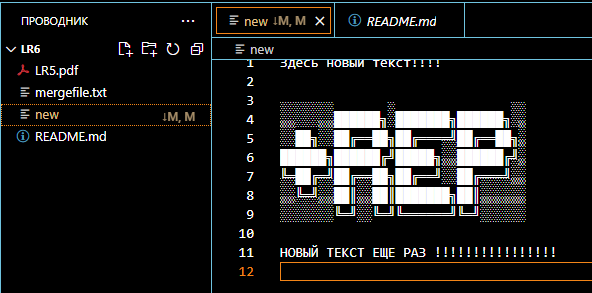 ПРОВОДНИК
LR6
LR5.pdf
mergefile.txt
new ↓M, M
README.md
new ↓M, M
README.md
new
1 Здесь новый текст!!!!
2
3
4
5
6 +REP
7
8
9
10
11 НОВЫЙ ТЕКСТ ЕЩЕ РАЗ !!!!!!!!!!!!!!!!
12